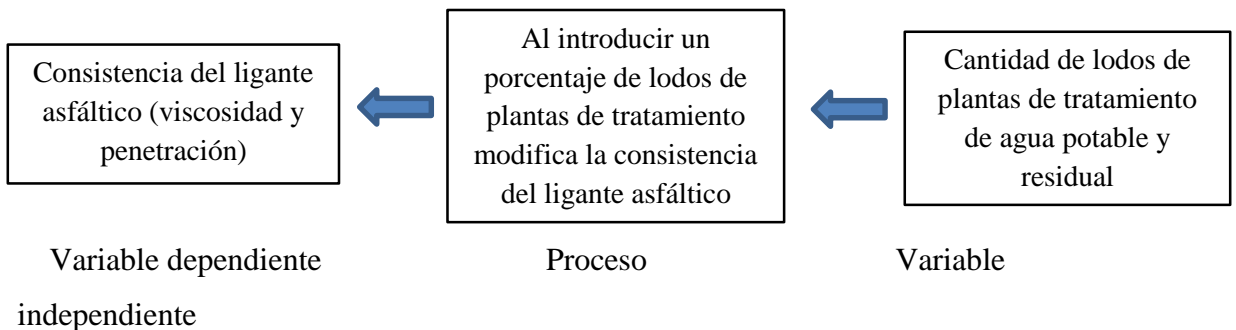 Consistencia del ligante
asfáltico (viscosidad y
penetración)
Al introducir un
porcentaje de lodos de
plantas de tratamiento
modifica la consistencia
del ligante asfáltico
Cantidad de lodos de
plantas de tratamiento
de agua potable y
residual
Variable dependiente Proceso Variable
independiente